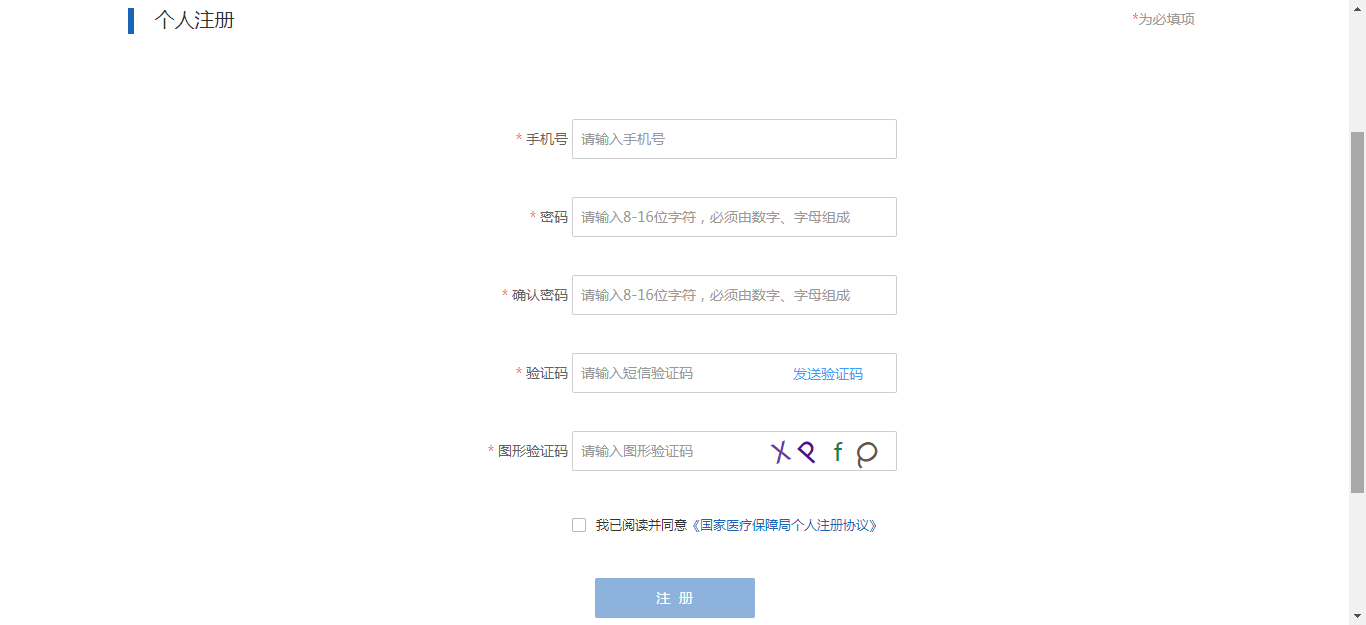 个人注册
*为必填项
* 手机号 请输入手机号
* 密码 请输入8-16位字符，必须由数字、字母组成
* 确认密码 请输入8-16位字符，必须由数字、字母组成
* 验证码 请输入短信验证码 发送验证码
* 图形验证码 请输入图形验证码
我已阅读并同意《国家医疗保障局个人注册协议》
注 册